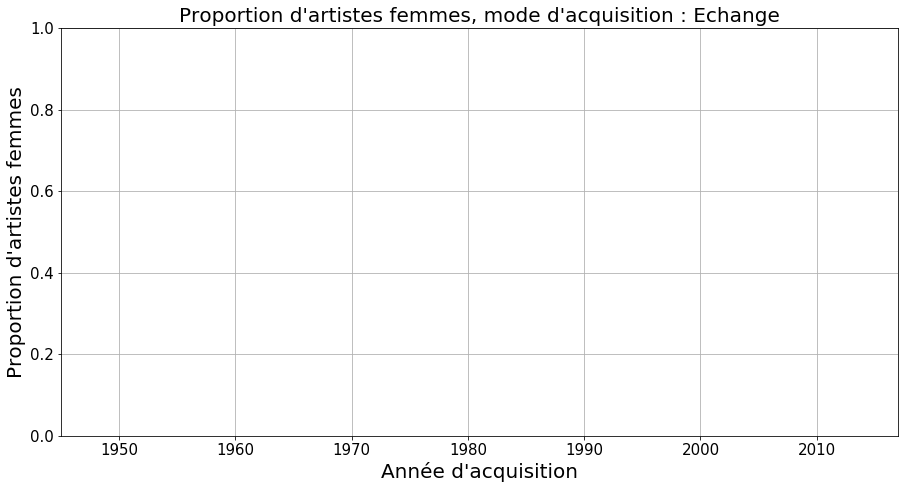 Proportion d'artistes femmes, mode d'acquisition : Echange
Proportion d'artistes femmes
1.0
0.8
0.6
0.4
0.2
0.0
1950 1960 1970 1980 1990 2000 2010
Année d'acquisition